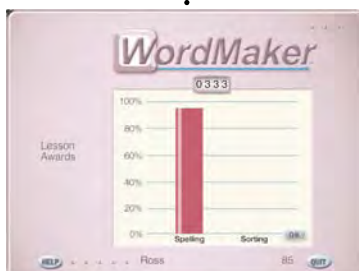 WordMaker
0333
100%
80%
Lesson
Awards
60%
40%
20%
0%
Spelling
Sorting
OK
HELP
Ross
85
QUIT